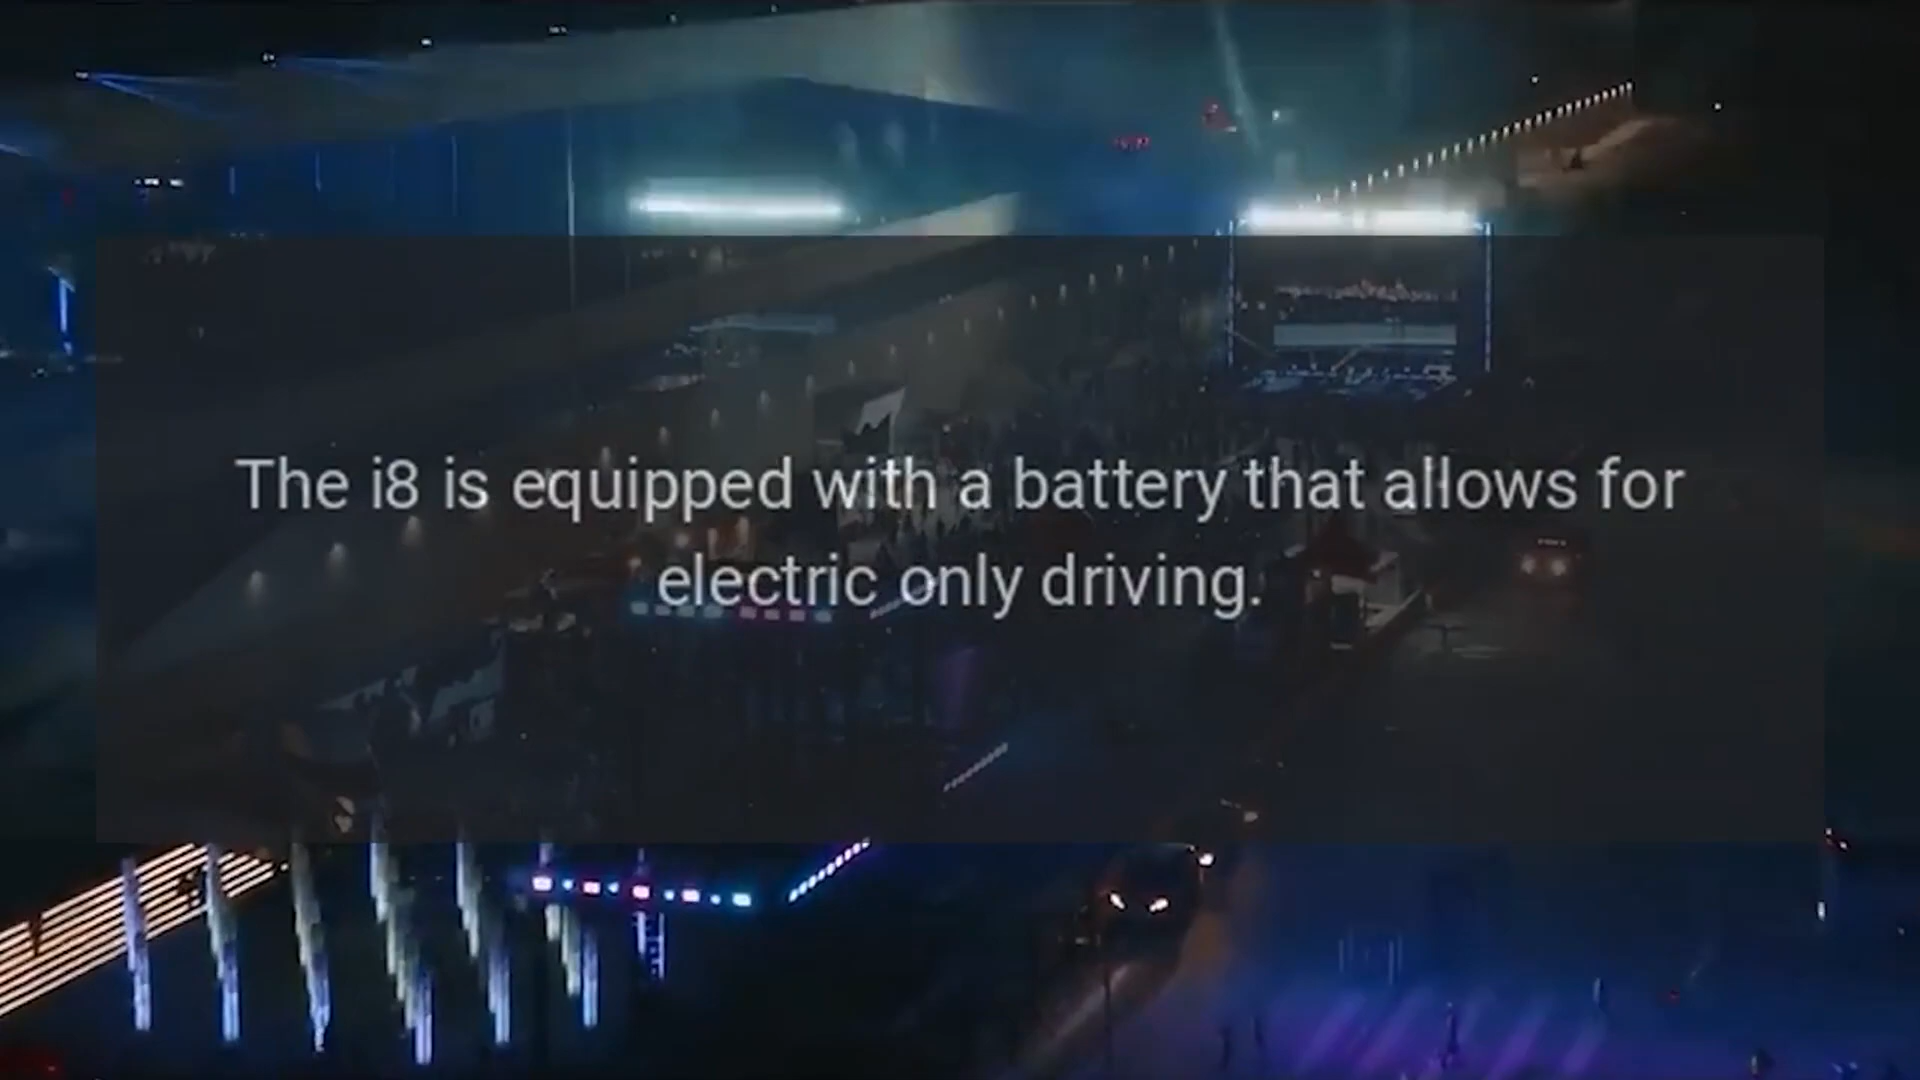 The i8 is equipped with a battery that allows for
electric only driving.